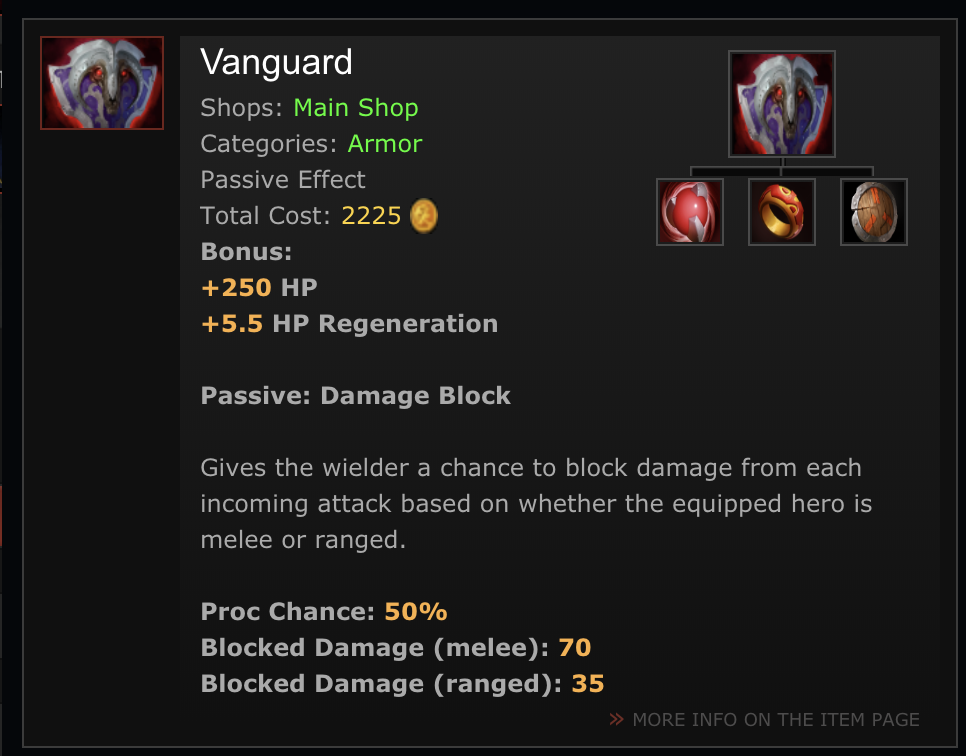 Vanguard
Shops: Main Shop
Categories: Armor
Passive Effect
Total Cost: 2225
Bonus:
+250 HP
+5.5 HP Regeneration
Passive: Damage Block
Gives the wielder a chance to block damage from each
incoming attack based on whether the equipped hero is
melee or ranged.
Proc Chance: 50%
Blocked Damage (melee): 70
Blocked Damage (ranged): 35
» MORE INFO ON THE ITEM PAGE